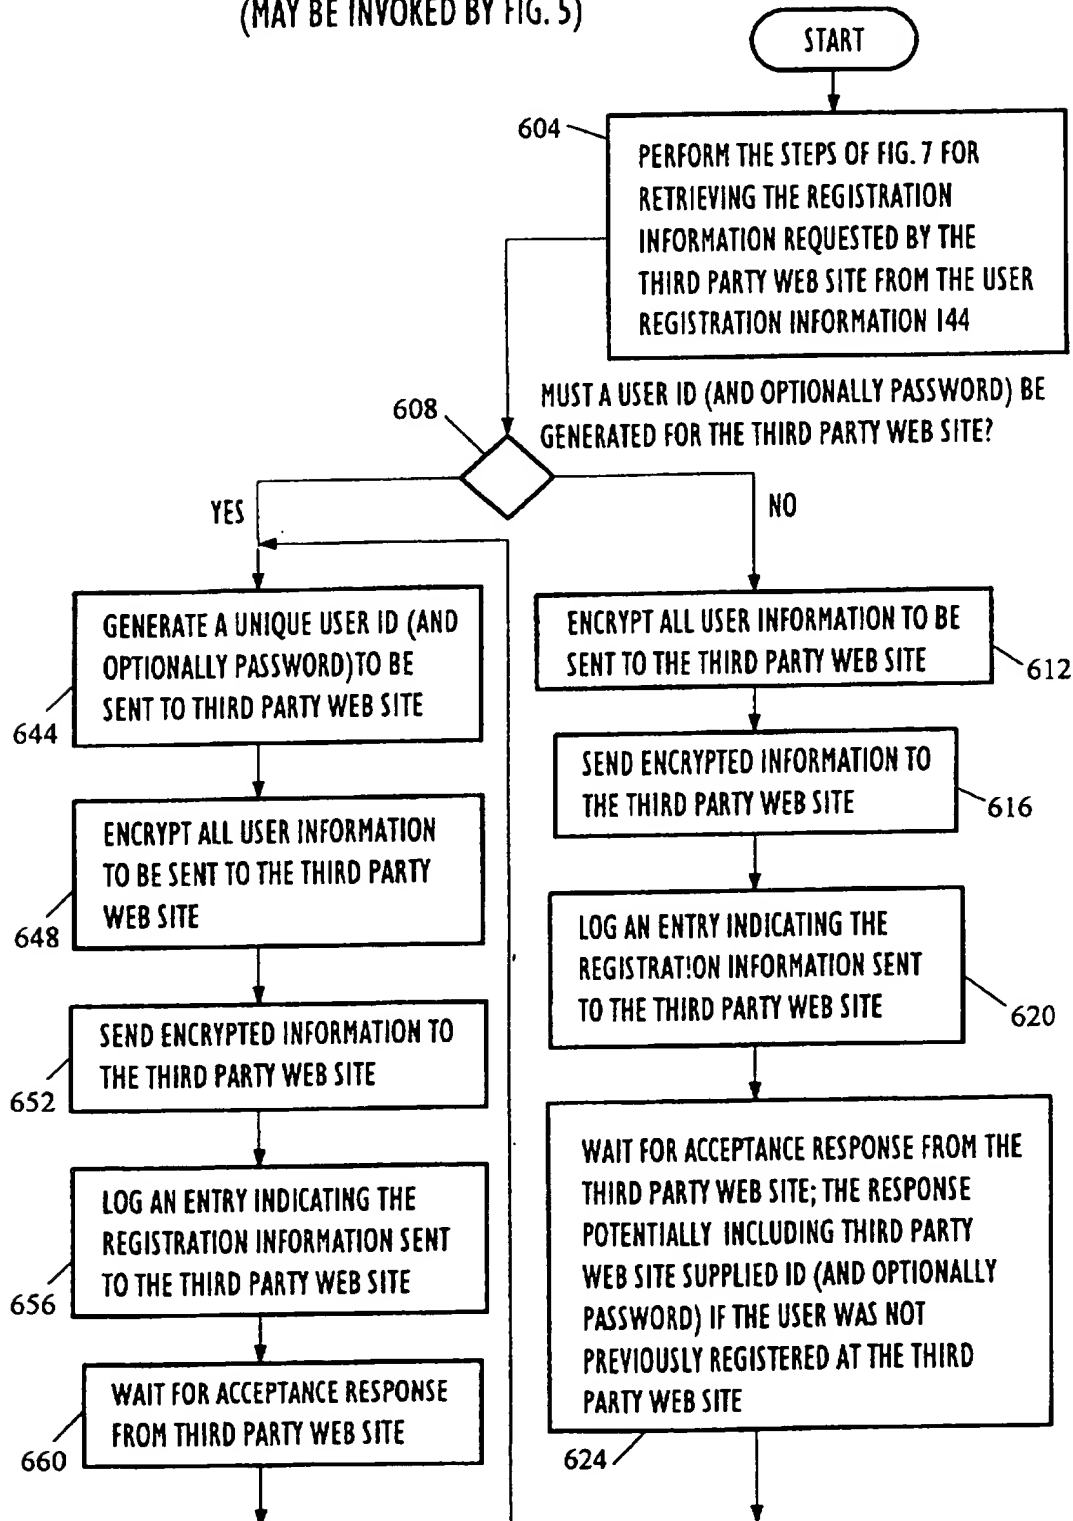 (MAY BE INVOKED BY FIG. 5)
START
604
PERFORM THE STEPS OF FIG. 7 FOR
RETRIEVING THE REGISTRATION
INFORMATION REQUESTED BY THE
THIRD PARTY WEB SITE FROM THE USER
REGISTRATION INFORMATION 144
608
MUST A USER ID (AND OPTIONALLY PASSWORD) BE
GENERATED FOR THE THIRD PARTY WEB SITE?
YES
NO
GENERATE A UNIQUE USER ID (AND
OPTIONALLY PASSWORD)TO BE
SENT TO THIRD PARTY WEB SITE
644
ENCRYPT ALL USER INFORMATION
TO BE SENT TO THE THIRD PARTY
WEB SITE
648
SEND ENCRYPTED INFORMATION TO
THE THIRD PARTY WEB SITE
652
LOG AN ENTRY INDICATING THE
REGISTRATION INFORMATION SENT
TO THE THIRD PARTY WEB SITE
656
WAIT FOR ACCEPTANCE RESPONSE
FROM THIRD PARTY WEB SITE
660
ENCRYPT ALL USER INFORMATION TO BE
SENT TO THE THIRD PARTY WEB SITE
612
SEND ENCRYPTED INFORMATION TO
THE THIRD PARTY WEB SITE
616
LOG AN ENTRY INDICATING THE
REGISTRATION INFORMATION SENT
TO THE THIRD PARTY WEB SITE
620
WAIT FOR ACCEPTANCE RESPONSE FROM THE
THIRD PARTY WEB SITE; THE RESPONSE
POTENTIALLY INCLUDING THIRD PARTY
WEB SITE SUPPLIED ID (AND OPTIONALLY
PASSWORD) IF THE USER WAS NOT
PREVIOUSLY REGISTERED AT THE THIRD
PARTY WEB SITE
624